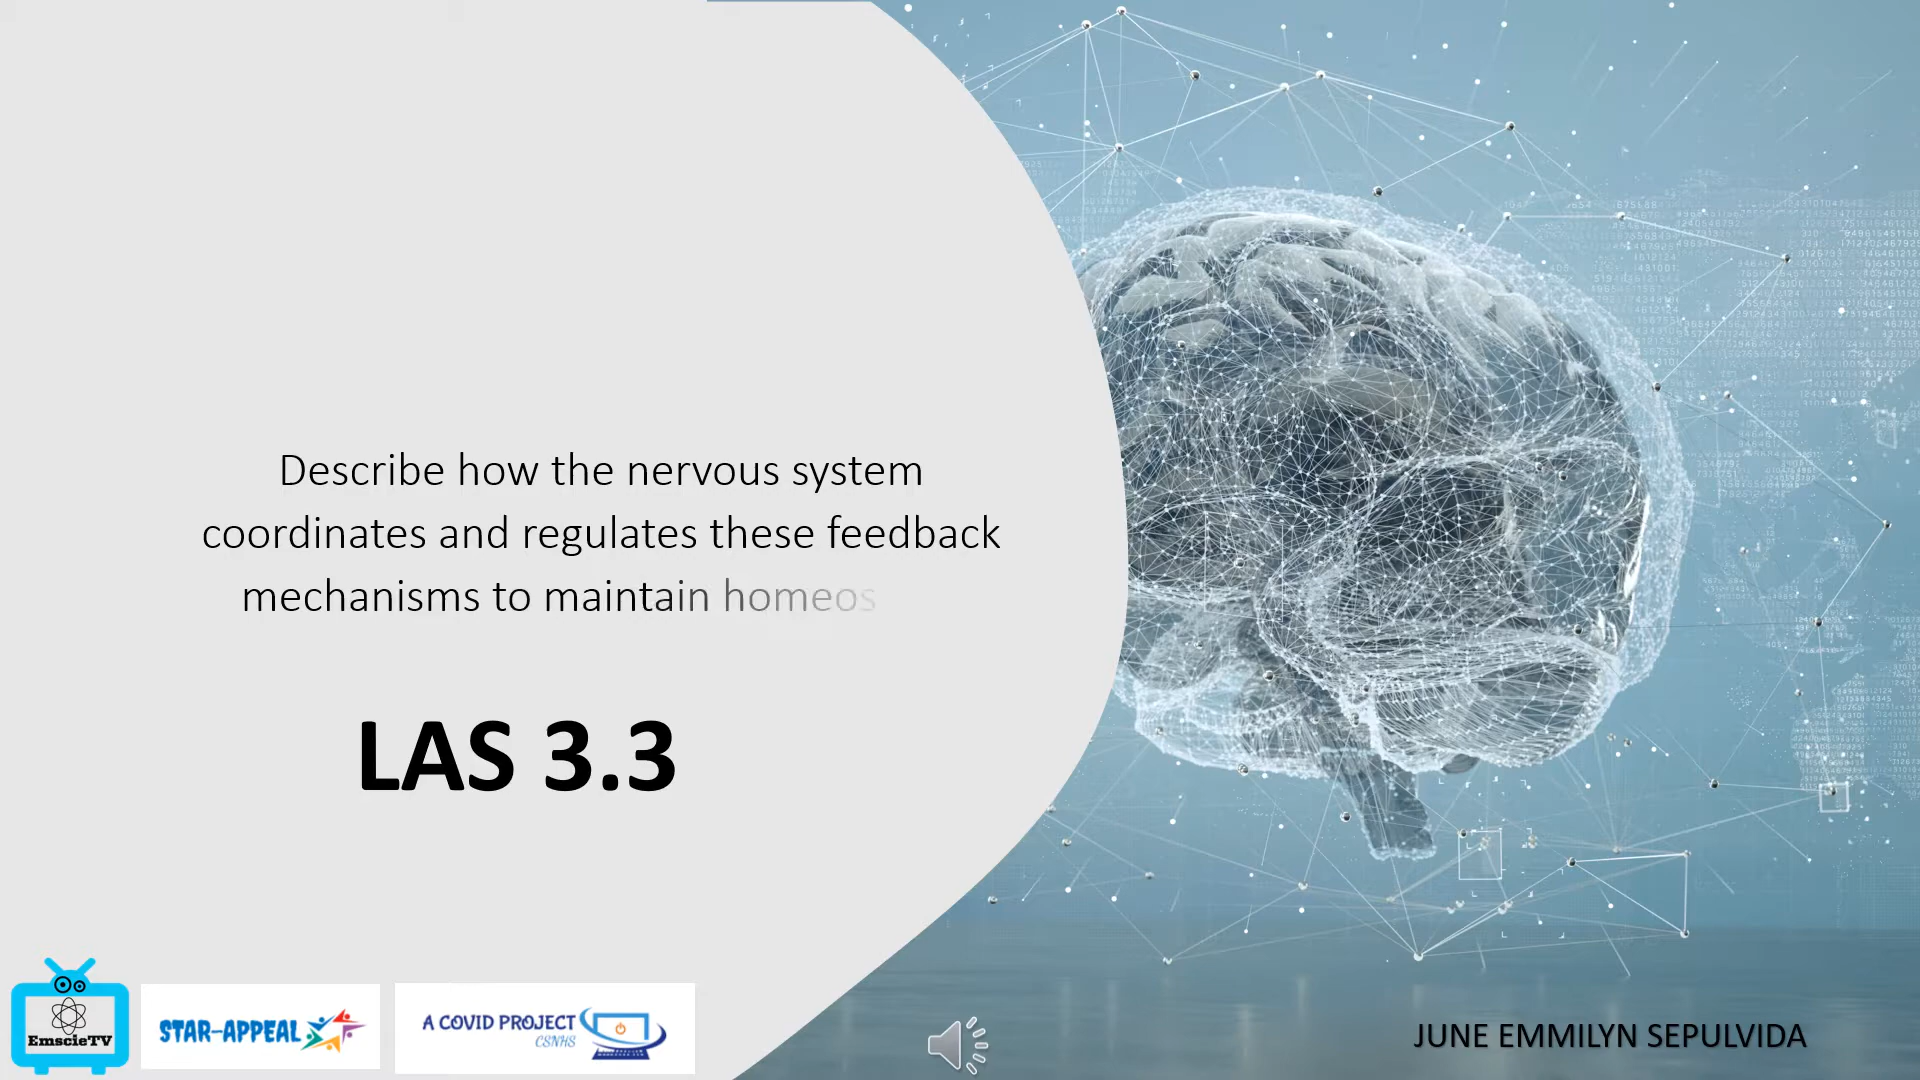 Describe how the nervous system
coordinates and regulates these feedback
mechanisms to maintain homeos
LAS 3.3
EmscieTV
STAR-APPEAL
A COVID PROJECT
CSNHS
JUNE EMMILYN SEPULVIDA